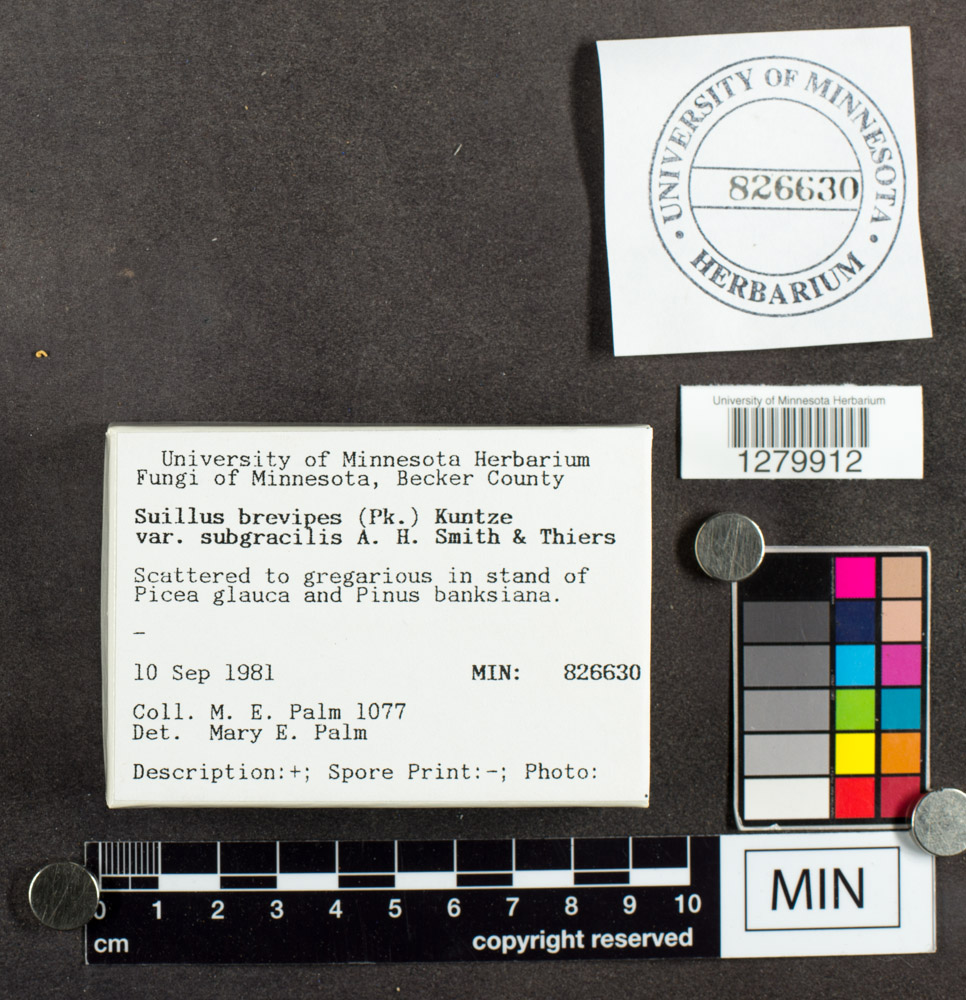 UNIVERSITY OF MINNESOTA
826630
• HERBARIUM •
University of Minnesota Herbarium
1279912
University of Minnesota Herbarium
Fungi of Minnesota, Becker County
Suillus brevipes (Pk.) Kuntze
var. subgracilis A. H. Smith & Thiers
Scattered to gregarious in stand of
Picea glauca and Pinus banksiana.
–
10 Sep 1981 MIN: 826630
Coll. M. E. Palm 1077
Det. Mary E. Palm
Description:+; Spore Print:-; Photo:
0 1 2 3 4 5 6 7 8 9 10
cm copyright reserved
MIN